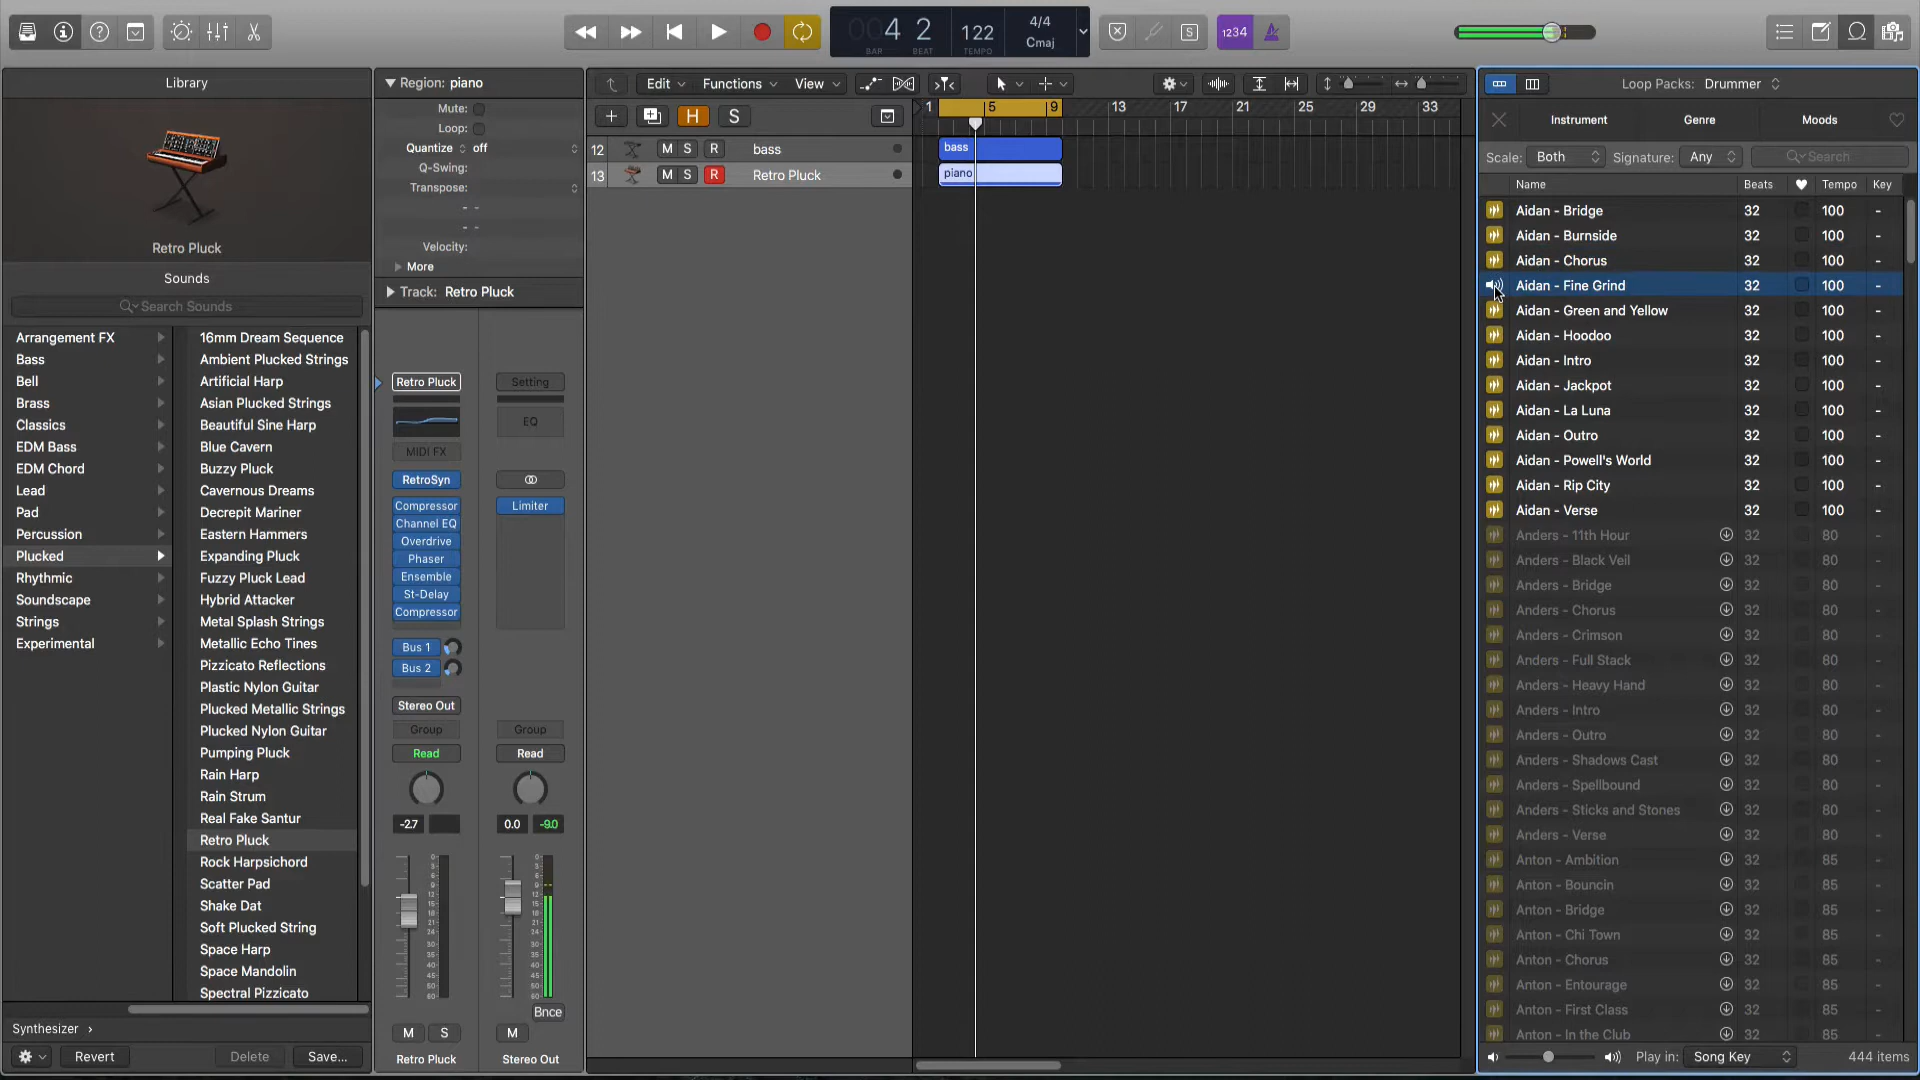 4 2
BAR BEAT
122
TEMPO
4/4
Cmaj
S
1234
Library
Retro Pluck
Sounds
Search Sounds
Arrangement FX
Bass
Bell
Brass
Classics
EDM Bass
EDM Chord
Lead
Pad
Percussion
Plucked
Rhythmic
Soundscape
Strings
Experimental
16mm Dream Sequence
Ambient Plucked Strings
Artificial Harp
Asian Plucked Strings
Beautiful Sine Harp
Blue Cavern
Buzzy Pluck
Cavernous Dreams
Decrepit Mariner
Eastern Hammers
Expanding Pluck
Fuzzy Pluck Lead
Hybrid Attacker
Metal Splash Strings
Metallic Echo Tines
Pizzicato Reflections
Plastic Nylon Guitar
Plucked Metallic Strings
Plucked Nylon Guitar
Pumping Pluck
Rain Harp
Rain Strum
Real Fake Santur
Retro Pluck
Rock Harpsichord
Scatter Pad
Shake Dat
Soft Plucked String
Space Harp
Space Mandolin
Spectral Pizzicato
Synthesizer
Revert Delete Save...
Region: piano
Mute:
Loop:
Quantize off
Q-Swing:
Transpose:
Velocity:
More
Track: Retro Pluck
Retro Pluck Setting
EQ
MIDI FX
RetroSyn
Compressor Limiter
Channel EQ
Overdrive
Phaser
Ensemble
St-Delay
Compressor
Bus 1
Bus 2
Stereo Out
Group Group
Read Read
-2.7 0.0 -9.0
Bnce
M S M
Retro Pluck Stereo Out
Edit Functions View
H S
1 5 9 13 17 21 25 29 33
12 M S R bass
13 M S R Retro Pluck
bass
piano
Loop Packs: Drummer
Instrument Genre Moods
Scale: Both Signature: Any Search
Name Beats Tempo Key
Aidan - Bridge 32 100 -
Aidan - Burnside 32 100 -
Aidan - Chorus 32 100 -
Aidan - Fine Grind 32 100 -
Aidan - Green and Yellow 32 100 -
Aidan - Hoodoo 32 100 -
Aidan - Intro 32 100 -
Aidan - Jackpot 32 100 -
Aidan - La Luna 32 100 -
Aidan - Outro 32 100 -
Aidan - Powell's World 32 100 -
Aidan - Rip City 32 100 -
Aidan - Verse 32 100 -
Anders - 11th Hour 32 80 -
Anders - Black Veil 32 80 -
Anders - Bridge 32 80 -
Anders - Chorus 32 80 -
Anders - Crimson 32 80 -
Anders - Full Stack 32 80 -
Anders - Heavy Hand 32 80 -
Anders - Intro 32 80 -
Anders - Outro 32 80 -
Anders - Shadows Cast 32 80 -
Anders - Spellbound 32 80 -
Anders - Sticks and Stones 32 80 -
Anders - Verse 32 80 -
Anton - Ambition 32 85 -
Anton - Bouncin 32 85 -
Anton - Bridge 32 85 -
Anton - Chi Town 32 85 -
Anton - Chorus 32 85 -
Anton - Entourage 32 85 -
Anton - First Class 32 85 -
Anton - In the Club 32 85 -
Play in: Song Key 444 items